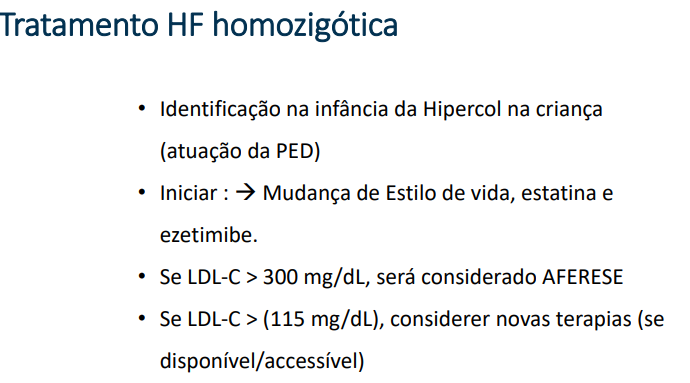 Tratamento HF homozigótica
• Identificação na infância da Hipercol na criança
(atuação da PED)
• Iniciar : → Mudança de Estilo de vida, estatina e
ezetimibe.
• Se LDL-C > 300 mg/dL, será considerado AFERESE
• Se LDL-C > (115 mg/dL), considerer novas terapias (se
disponível/accessível)